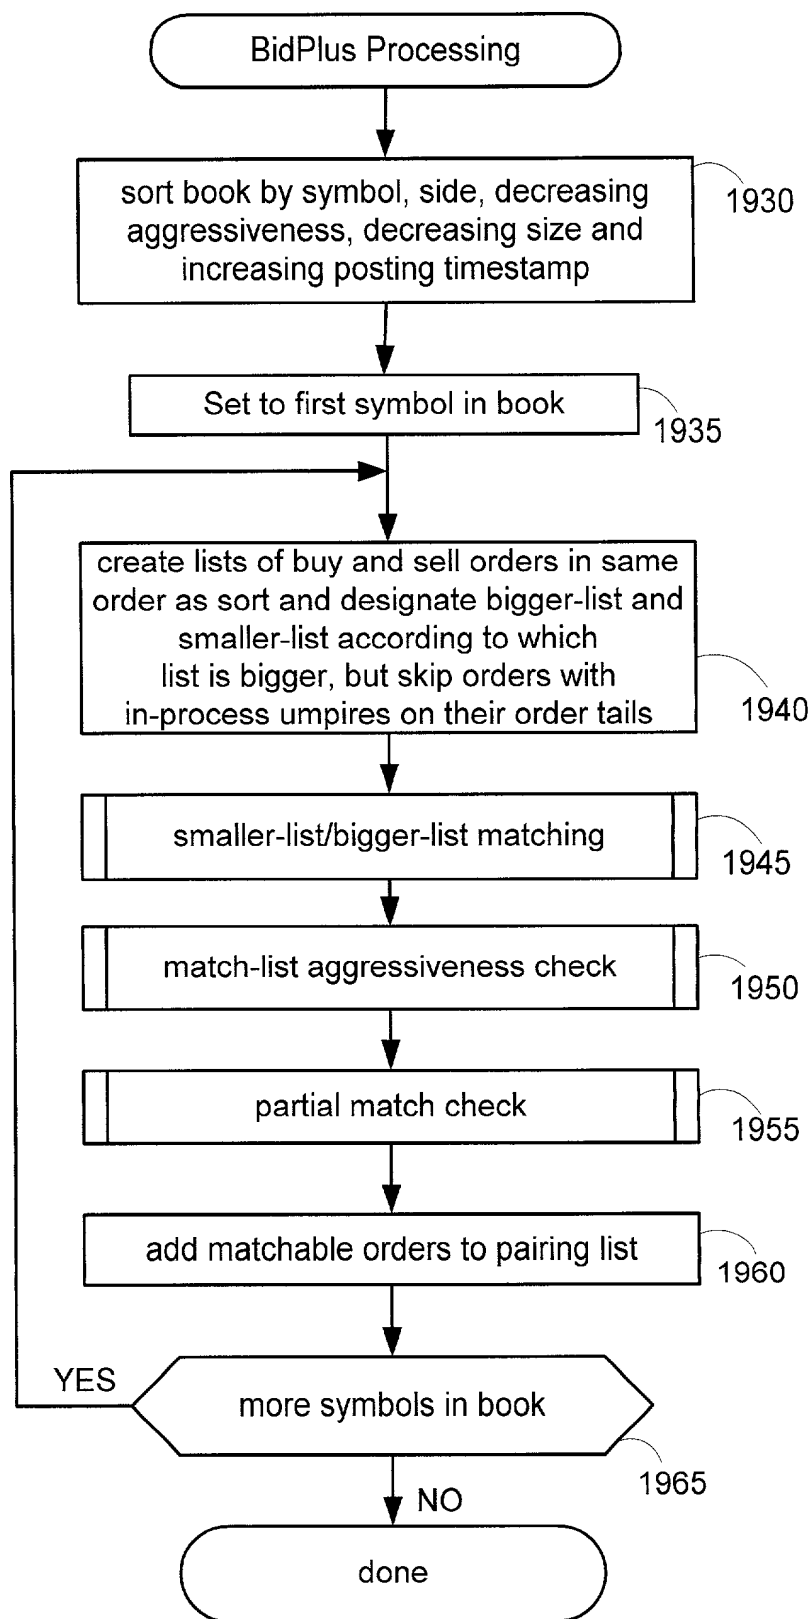 BidPlus Processing
sort book by symbol, side, decreasing
aggressiveness, decreasing size and
increasing posting timestamp
1930
Set to first symbol in book
1935
create lists of buy and sell orders in same
order as sort and designate bigger-list and
smaller-list according to which
list is bigger, but skip orders with
in-process umpires on their order tails
1940
smaller-list/bigger-list matching
1945
match-list aggressiveness check
1950
partial match check
1955
add matchable orders to pairing list
1960
YES
more symbols in book
1965
NO
done